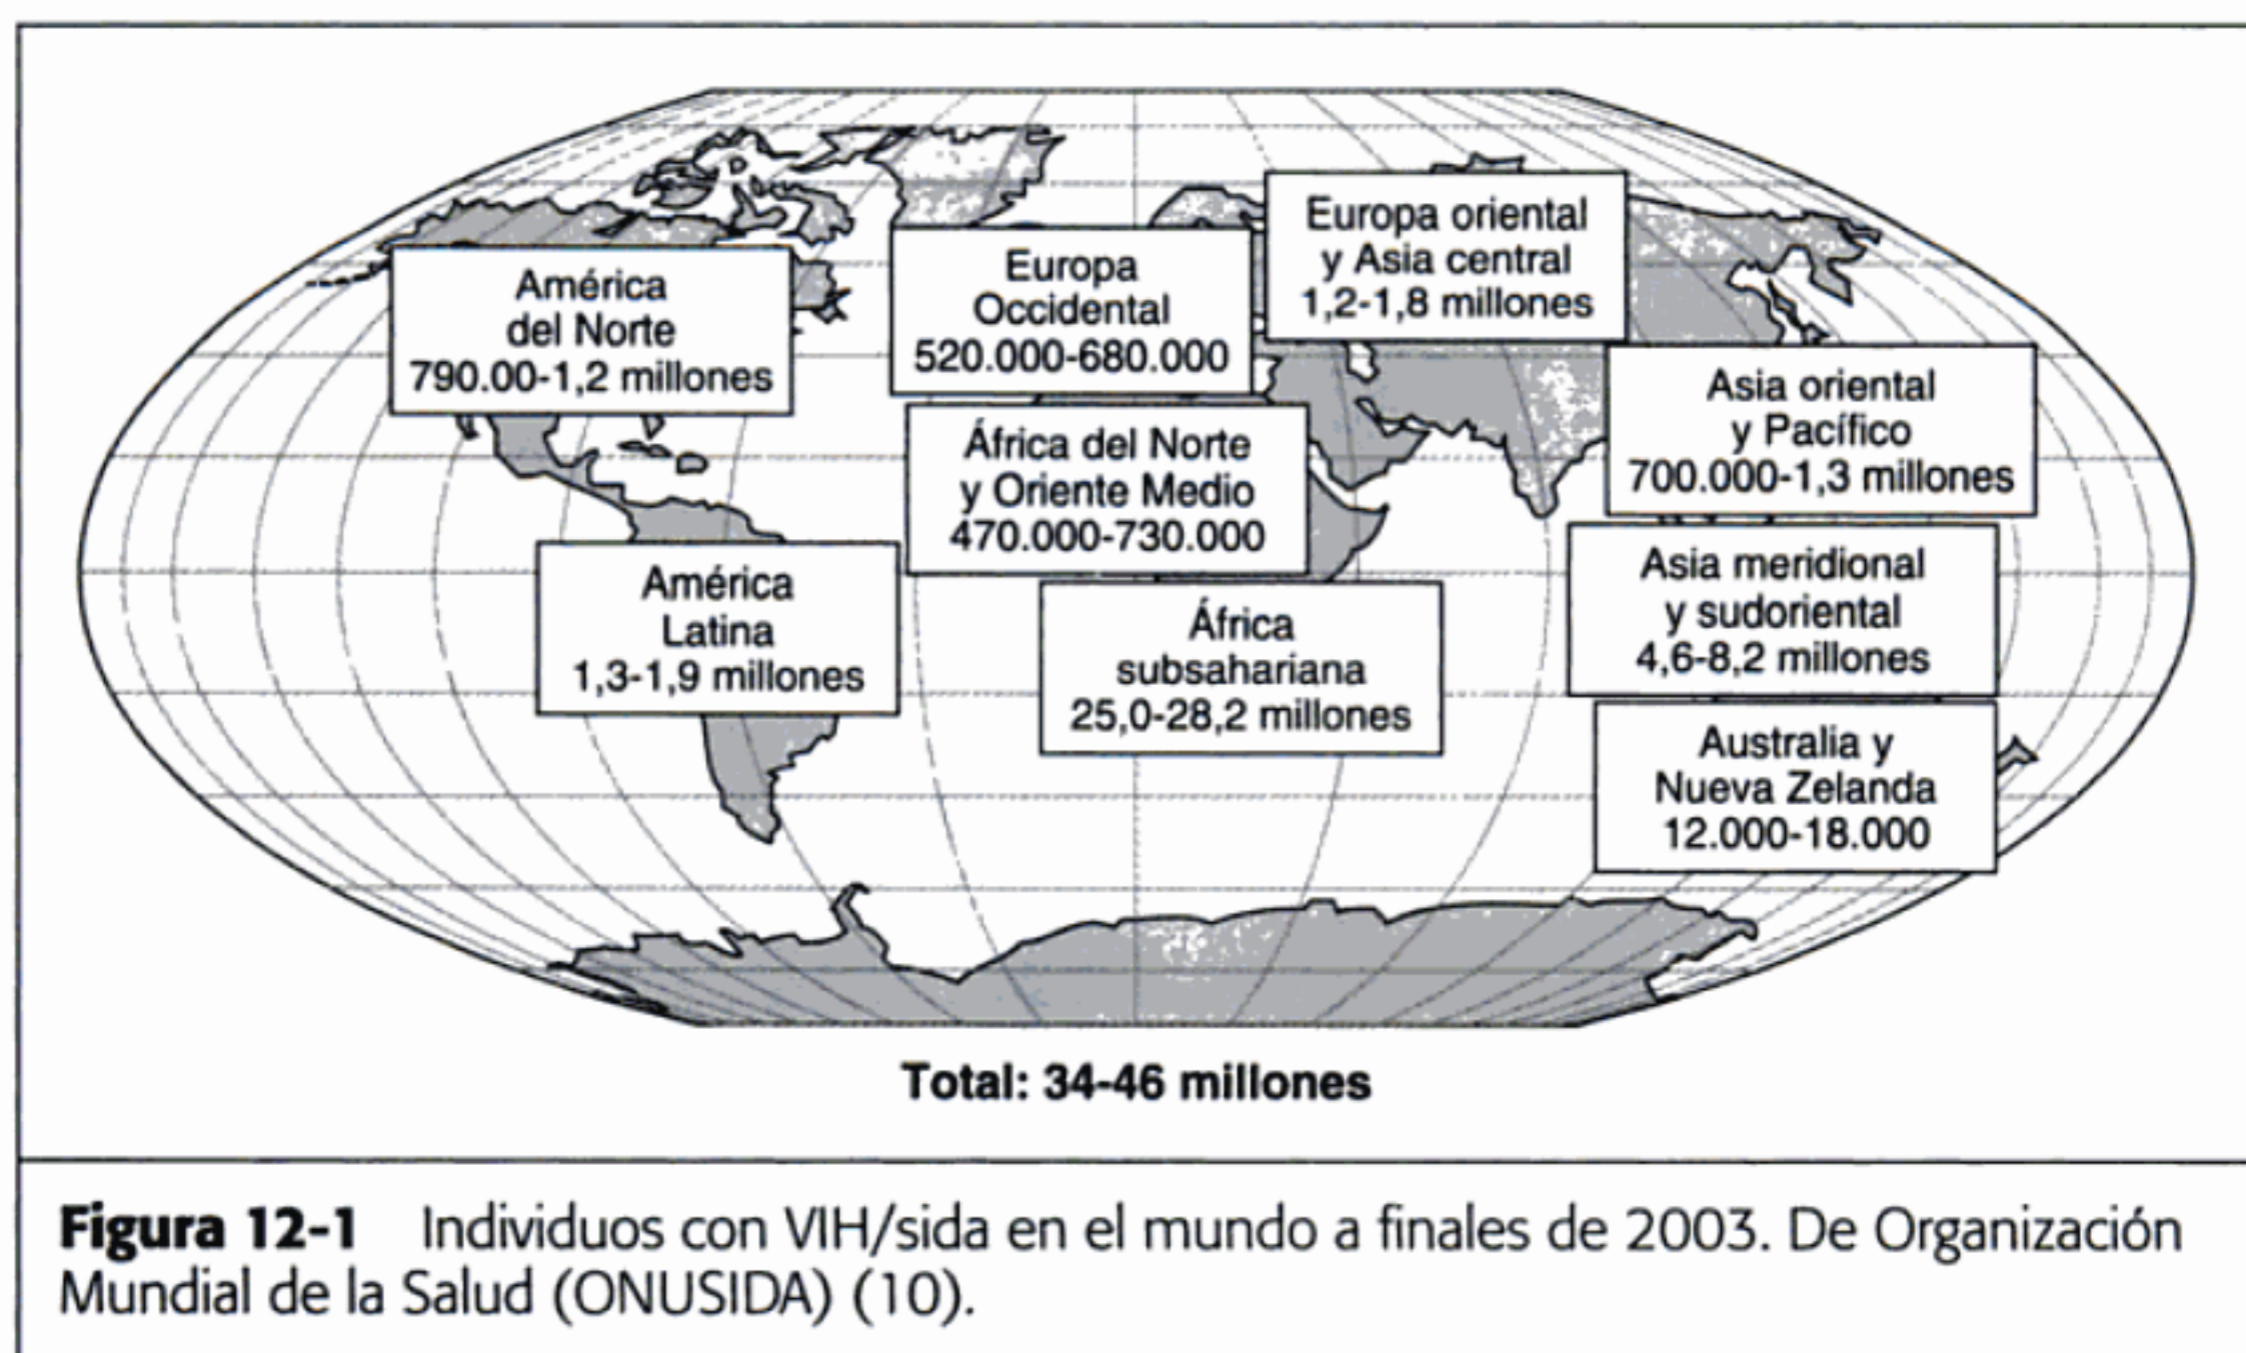 América
del Norte
790.00-1,2 millones
Europa
Occidental
520.000-680.000
Europa oriental
y Asia central
1,2-1,8 millones
África del Norte
y Oriente Medio
470.000-730.000
Asia oriental
y Pacífico
700.000-1,3 millones
América
Latina
1,3-1,9 millones
África
subsahariana
25,0-28,2 millones
Asia meridional
y sudoriental
4,6-8,2 millones
Australia y
Nueva Zelanda
12.000-18.000
Total: 34-46 millones
Figura 12-1 Individuos con VIH/sida en el mundo a finales de 2003. De Organización
Mundial de la Salud (ONUSIDA) (10).